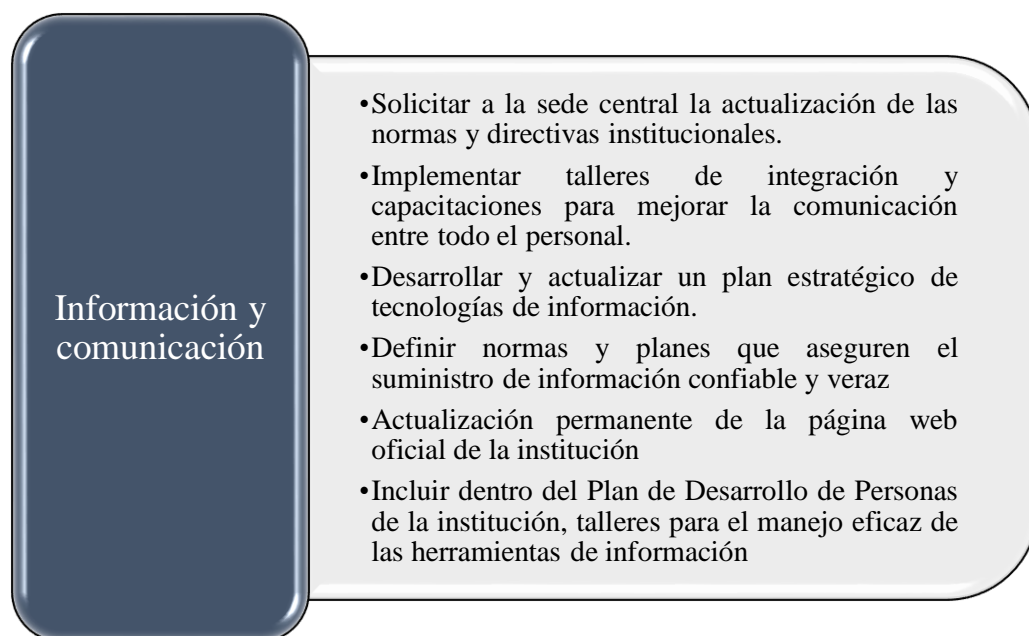 Información y
comunicación
•Solicitar a la sede central la actualización de las
normas y directivas institucionales.
•Implementar talleres de integración y
capacitaciones para mejorar la comunicación
entre todo el personal.
•Desarrollar y actualizar un plan estratégico de
tecnologías de información.
•Definir normas y planes que aseguren el
suministro de información confiable y veraz
•Actualización permanente de la página web
oficial de la institución
•Incluir dentro del Plan de Desarrollo de Personas
de la institución, talleres para el manejo eficaz de
las herramientas de información